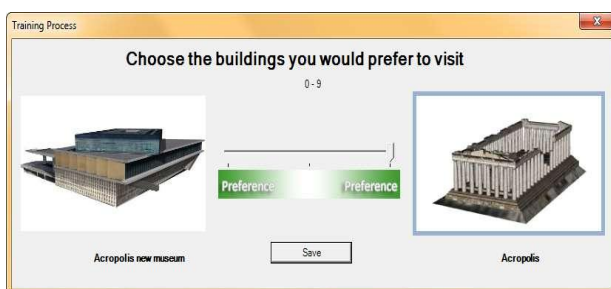 Training Process
X
Choose the buildings you would prefer to visit
0 - 9
Preference Preference
Save
Acropolis new museum Acropolis